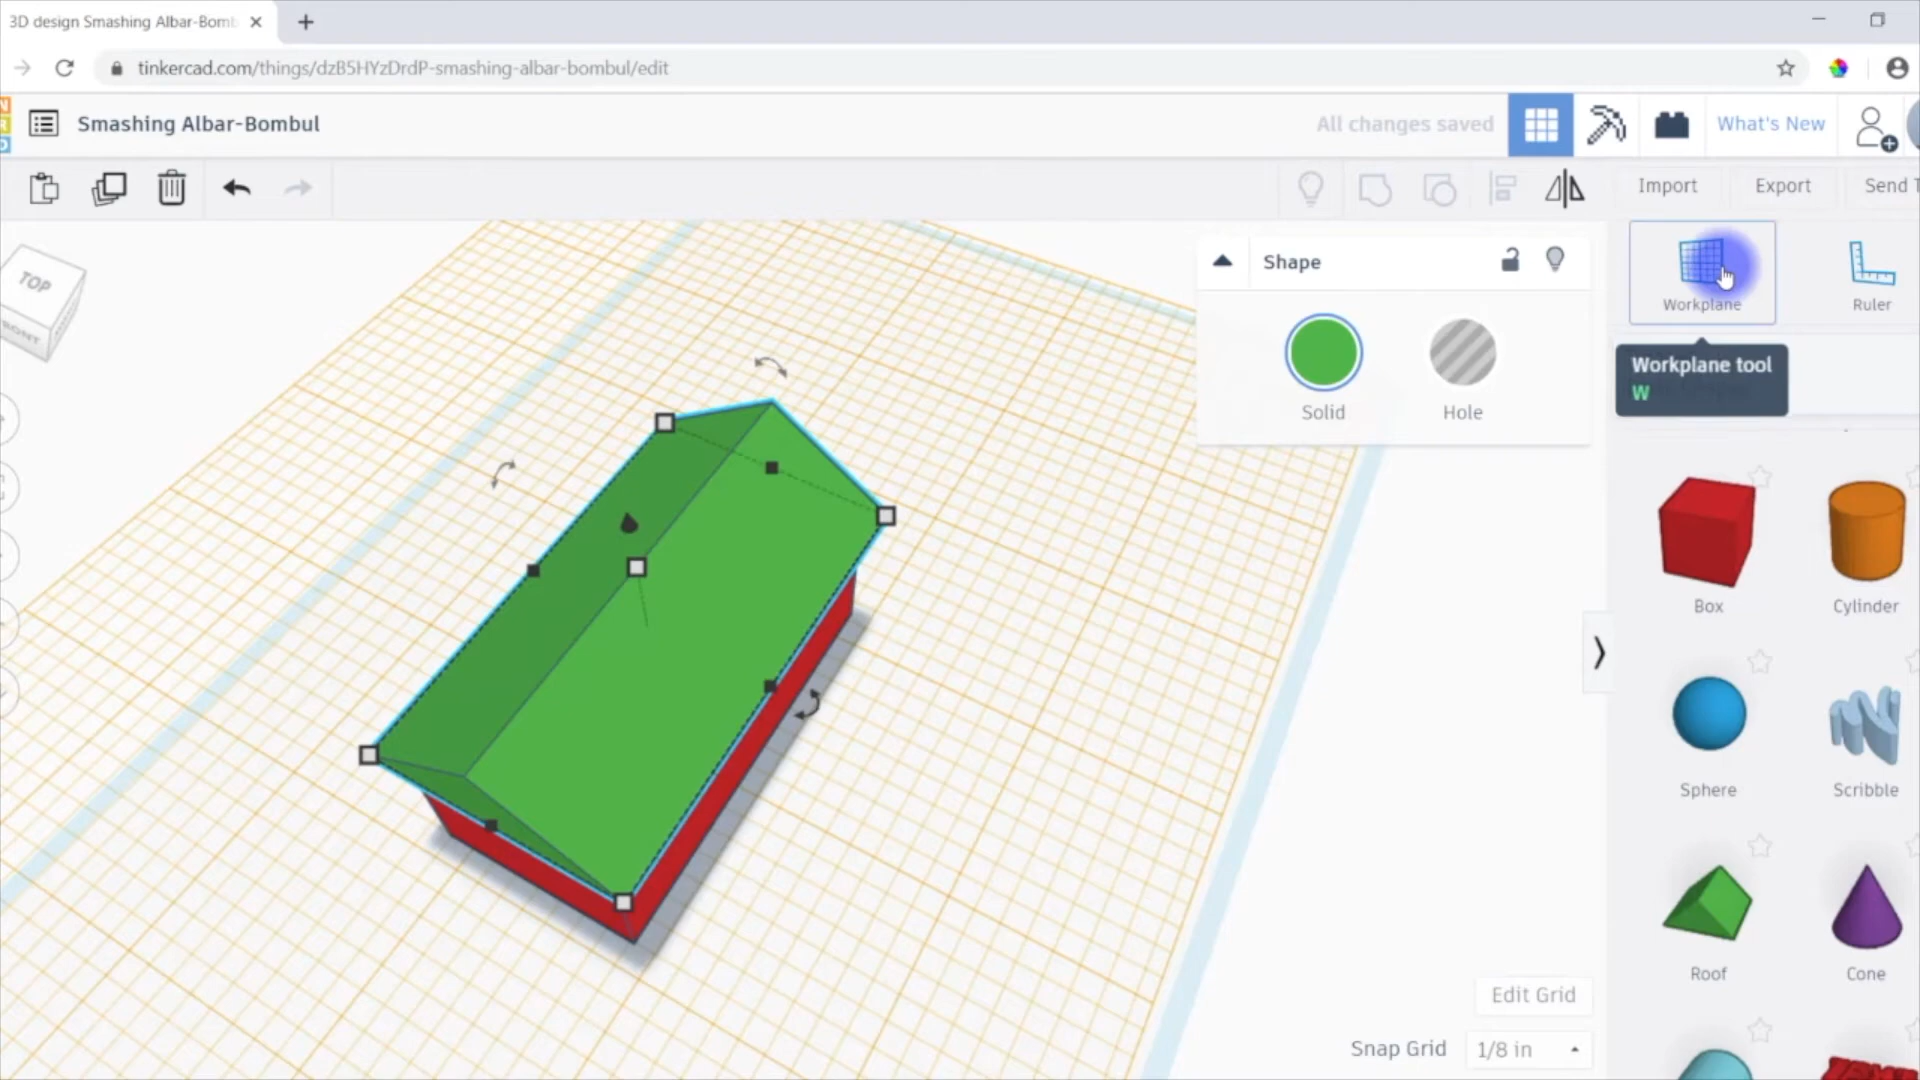 3D design Smashing Albar-Bomb
tinkercad.com/things/dzB5HYzDrdP-smashing-albar-bombul/edit
N
R
D
Smashing Albar-Bombul
All changes saved
What's New
Import
Export
Send T
TOP
FRONT
Shape
Solid
Hole
Workplane
Ruler
Workplane tool
W
Box
Cylinder
Sphere
Scribble
Roof
Cone
Edit Grid
Snap Grid
1/8 in